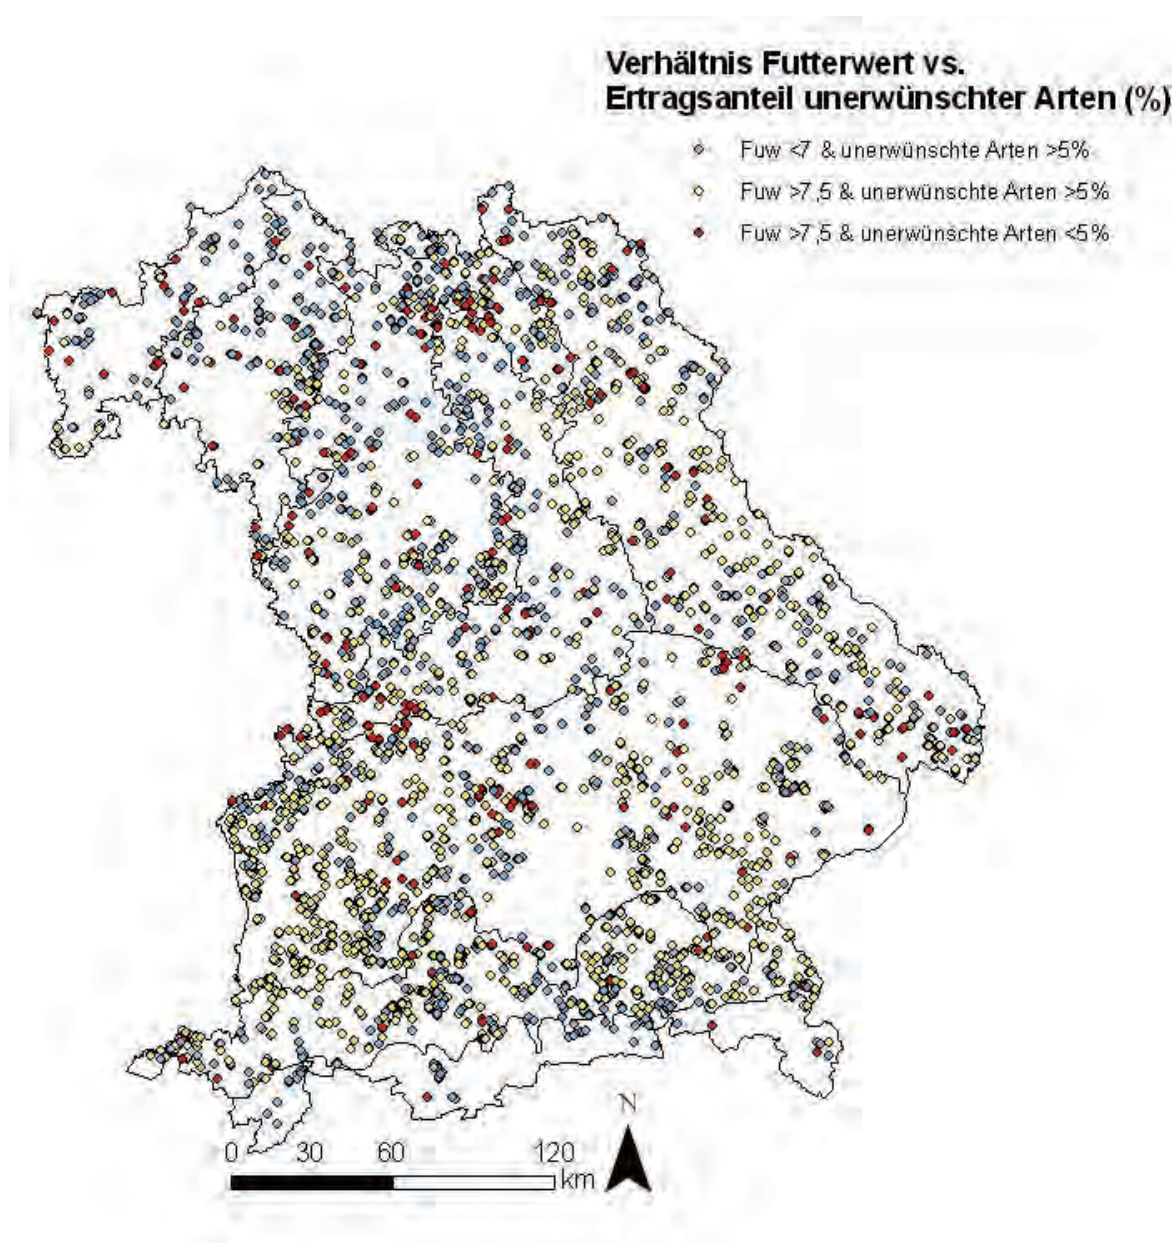 Verhältnis Futterwert vs.
Ertragsanteil unerwünschter Arten (%)
Fuw <7 & unerwünschte Arten >5%
Fuw >7,5 & unerwünschte Arten >5%
Fuw >7,5 & unerwünschte Arten <5%
N
0 30 60 120
km